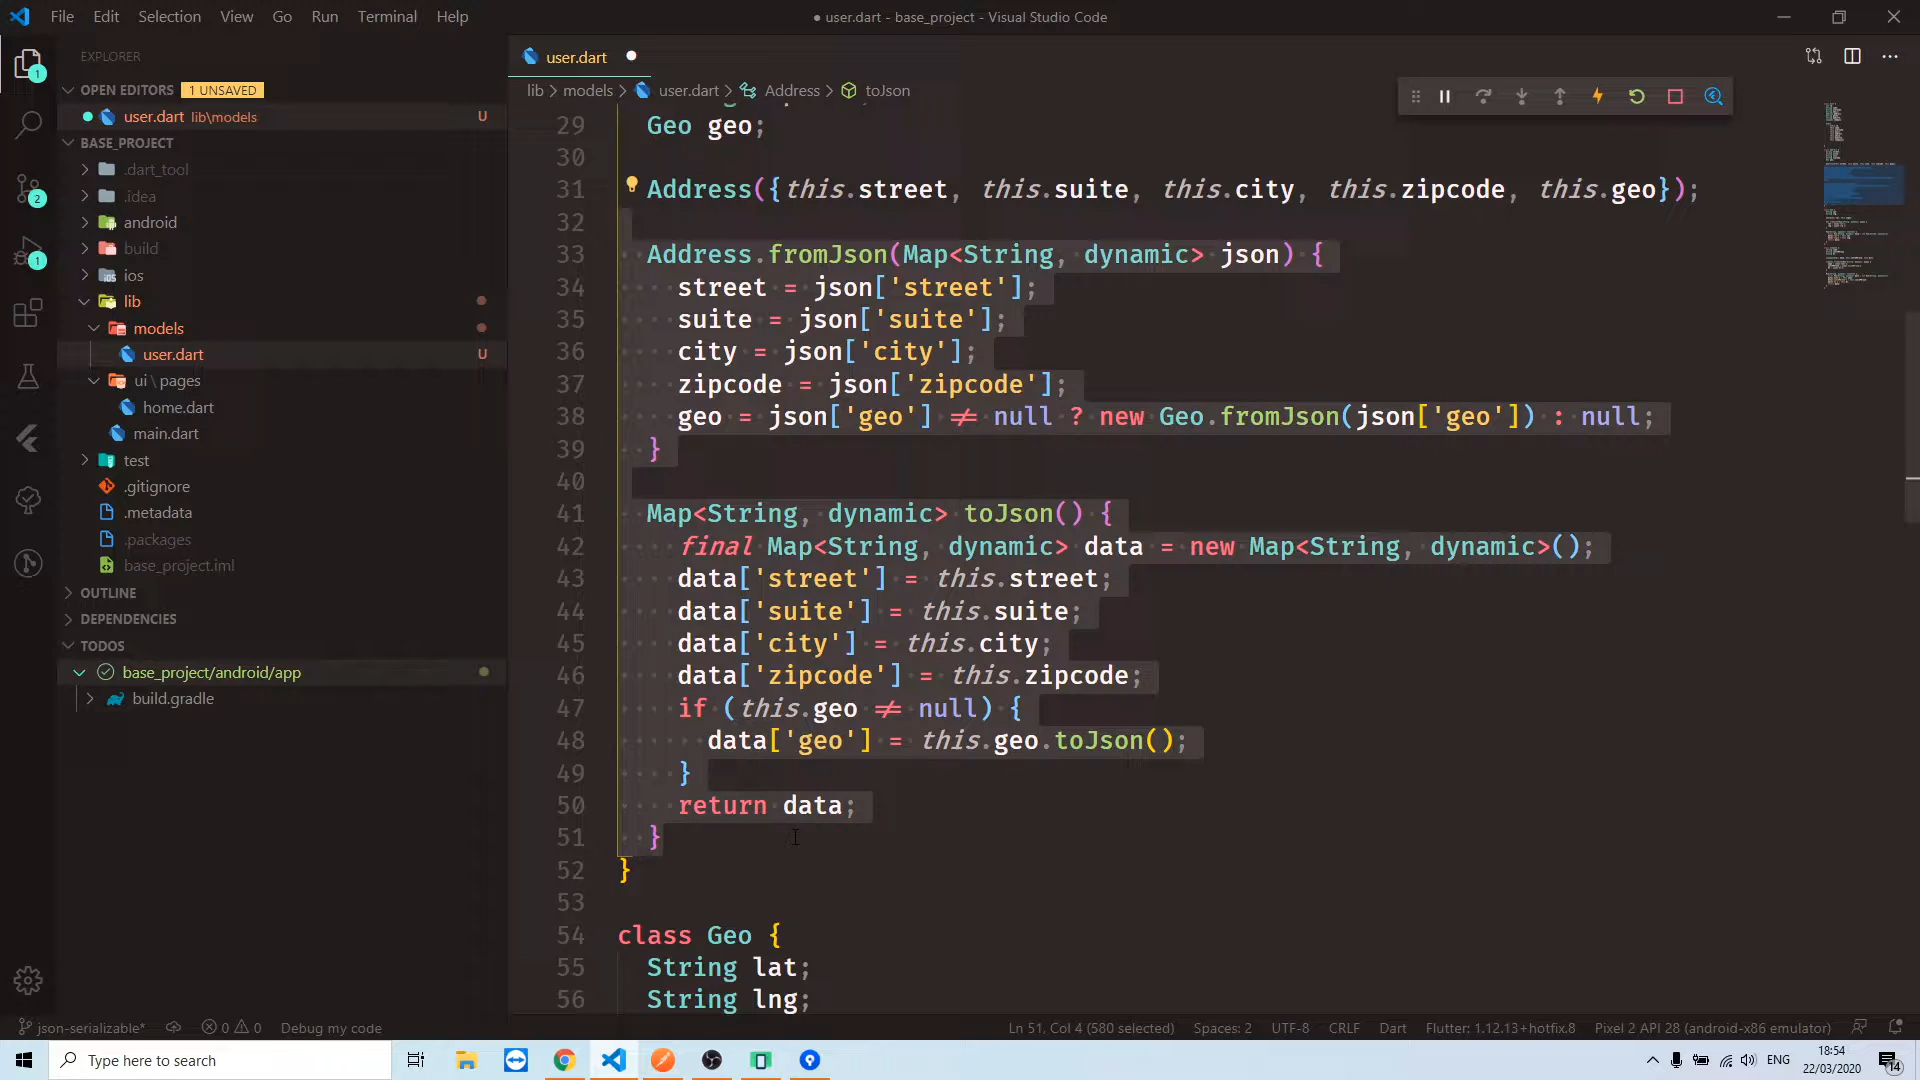 File Edit Selection View Go Run Terminal Help
● user.dart - base_project - Visual Studio Code
EXPLORER
OPEN EDITORS 1 UNSAVED
user.dart lib\models U
BASE_PROJECT
.dart_tool
.idea
android
build
ios
lib
models
user.dart U
ui \ pages
home.dart
main.dart
test
.gitignore
.metadata
.packages
base_project.iml
OUTLINE
DEPENDENCIES
TODOS
base_project/android/app
build.gradle
1
2
1
user.dart
lib > models > user.dart > Address > toJson
29 Geo geo;
30
31 Address({this.street, this.suite, this.city, this.zipcode, this.geo});
32
33 Address.fromJson(Map<String, dynamic> json) {
34 street = json['street'];
35 suite = json['suite'];
36 city = json['city'];
37 zipcode = json['zipcode'];
38 geo = json['geo'] != null ? new Geo.fromJson(json['geo']) : null;
39 }
40
41 Map<String, dynamic> toJson() {
42 final Map<String, dynamic> data = new Map<String, dynamic>();
43 data['street'] = this.street;
44 data['suite'] = this.suite;
45 data['city'] = this.city;
46 data['zipcode'] = this.zipcode;
47 if (this.geo != null) {
48 data['geo'] = this.geo.toJson();
49 }
50 return data;
51 }
52 }
53
54 class Geo {
55 String lat;
56 String lng;
json-serializable* 0 0 Debug my code
Ln 51, Col 4 (580 selected) Spaces: 2 UTF-8 CRLF Dart Flutter: 1.12.13+hotfix.8 Pixel 2 API 28 (android-x86 emulator)
Type here to search
ENG
18:54
22/03/2020
14